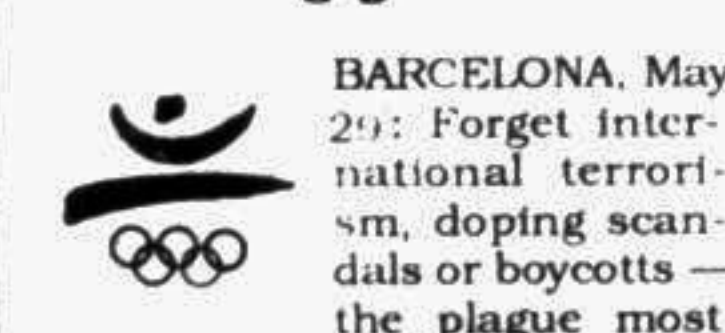 BARCELONA, May
29: Forget inter-
national terrori-
sm, doping scan-
dals or boycotts —
the plague most